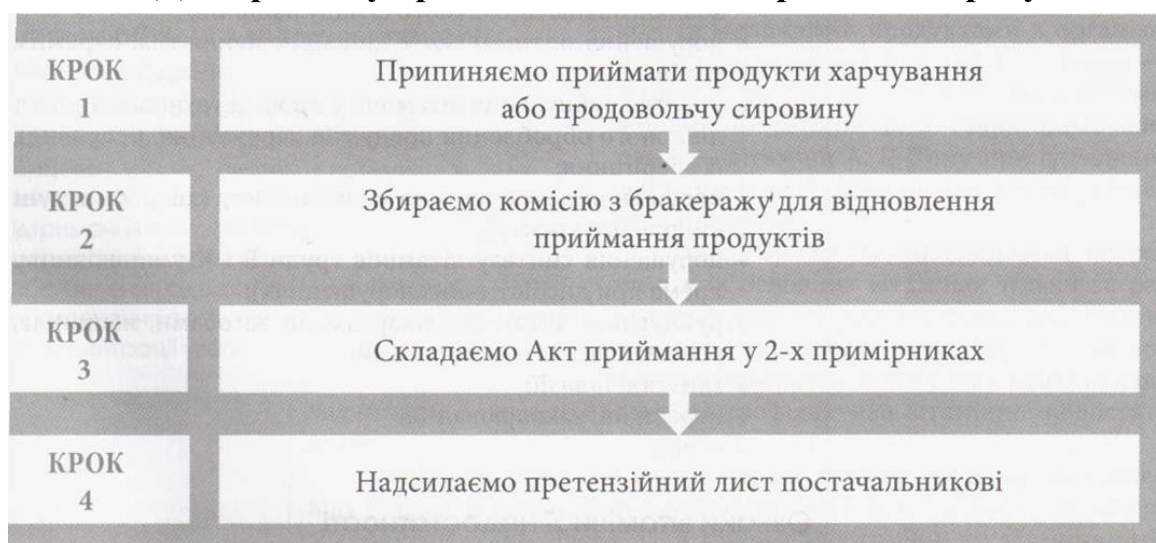 КРОК
1
Припиняємо приймати продукти харчування
або продовольчу сировину
КРОК
2
Збираємо комісію з бракеражу для відновлення
приймання продуктів
КРОК
3
Складаємо Акт приймання у 2-х примірниках
КРОК
4
Надсилаємо претензійний лист постачальникові